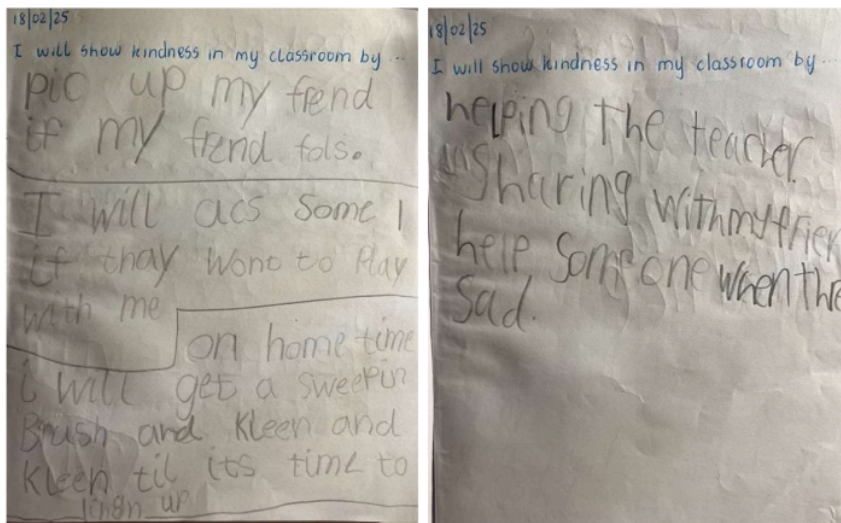 18/02/25
I will show kindness in my classroom by ...
pic up my frend
if my frend fols.
I will acs some 1
if thay wont to play
with me
on home time
i will get a sweepin
Brush and kleen and
kleen til its time to
up
18/02/25
I will show kindness in my classroom by ...
helping the teacher.
Sharing with my frien
help someone when the
sad.